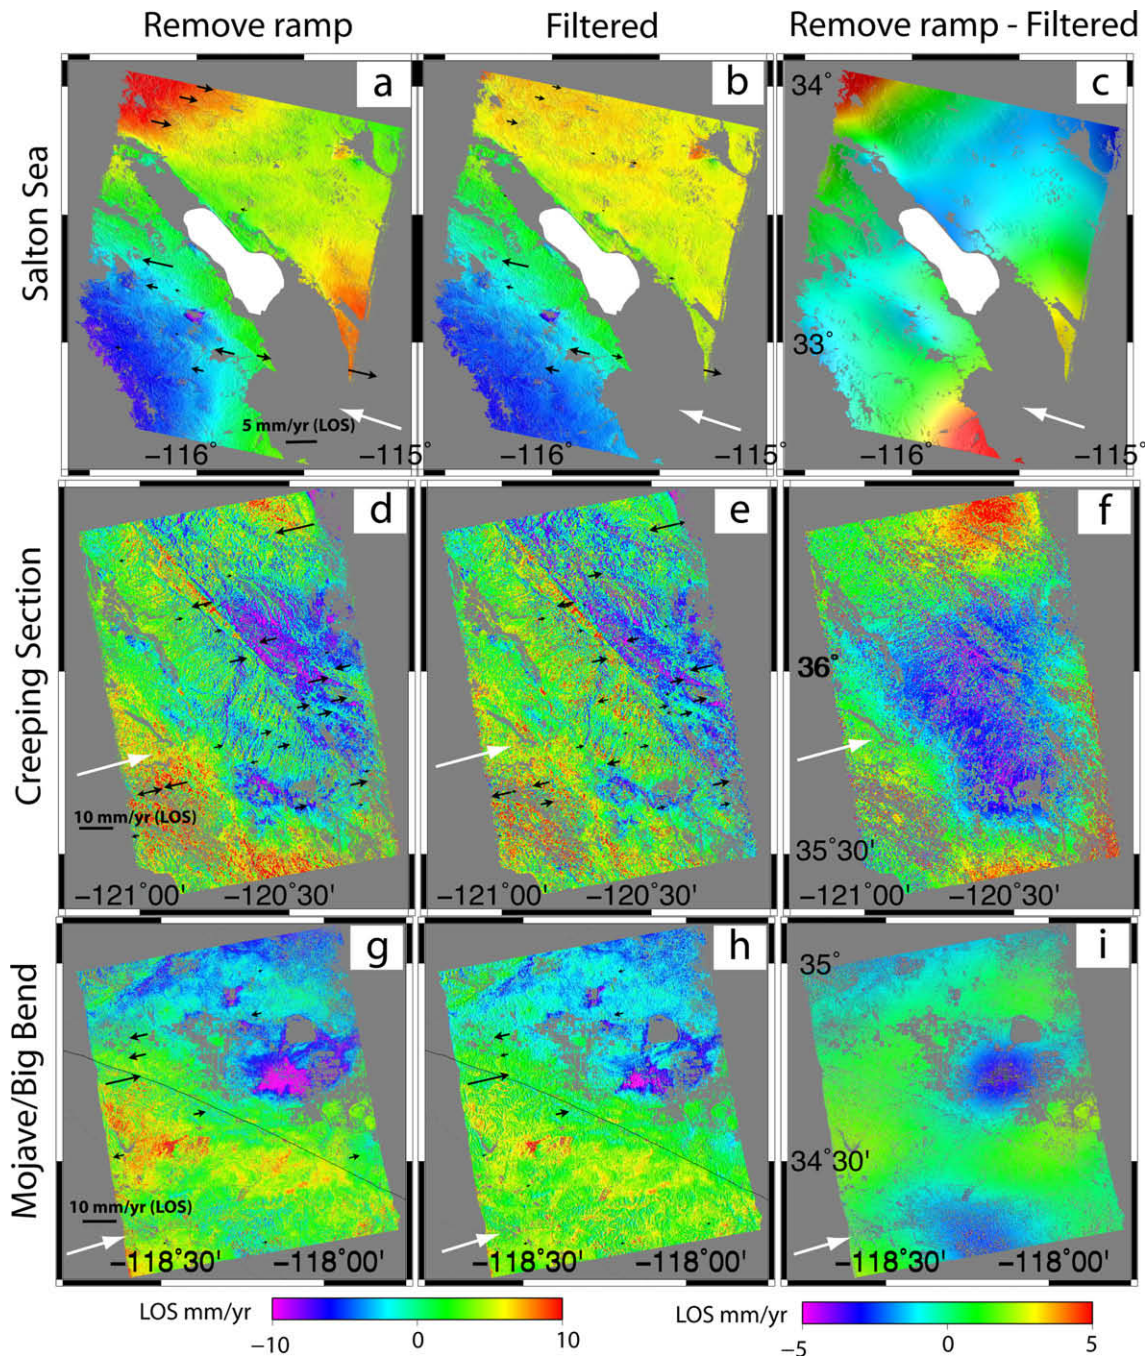 Remove ramp
Filtered
Remove ramp - Filtered
Salton Sea
a
b
c
34°
33°
5 mm/yr (LOS)
−116°
−115°
−116°
−115°
−116°
−115°
Creeping Section
d
e
f
36°
35°30'
10 mm/yr (LOS)
−121°00'
−120°30'
−121°00'
−120°30'
−121°00'
−120°30'
Mojave/Big Bend
g
h
i
35°
34°30'
10 mm/yr (LOS)
−118°30'
−118°00'
−118°30'
−118°00'
−118°30'
−118°00'
LOS mm/yr
−10
0
10
LOS mm/yr
−5
0
5